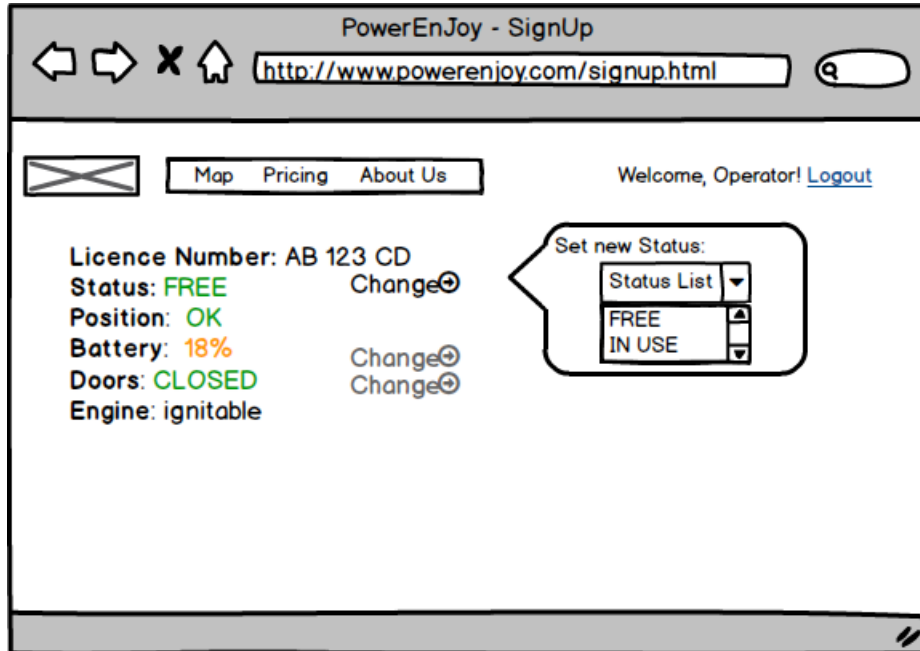 PowerEnJoy - SignUp
http://www.powerenjoy.com/signup.html
Map Pricing About Us
Welcome, Operator! Logout
Licence Number: AB 123 CD
Status: FREE Change
Position: OK
Battery: 18%
Change
Doors: CLOSED Change
Engine: ignitable
Set new Status:
Status List
FREE
IN USE